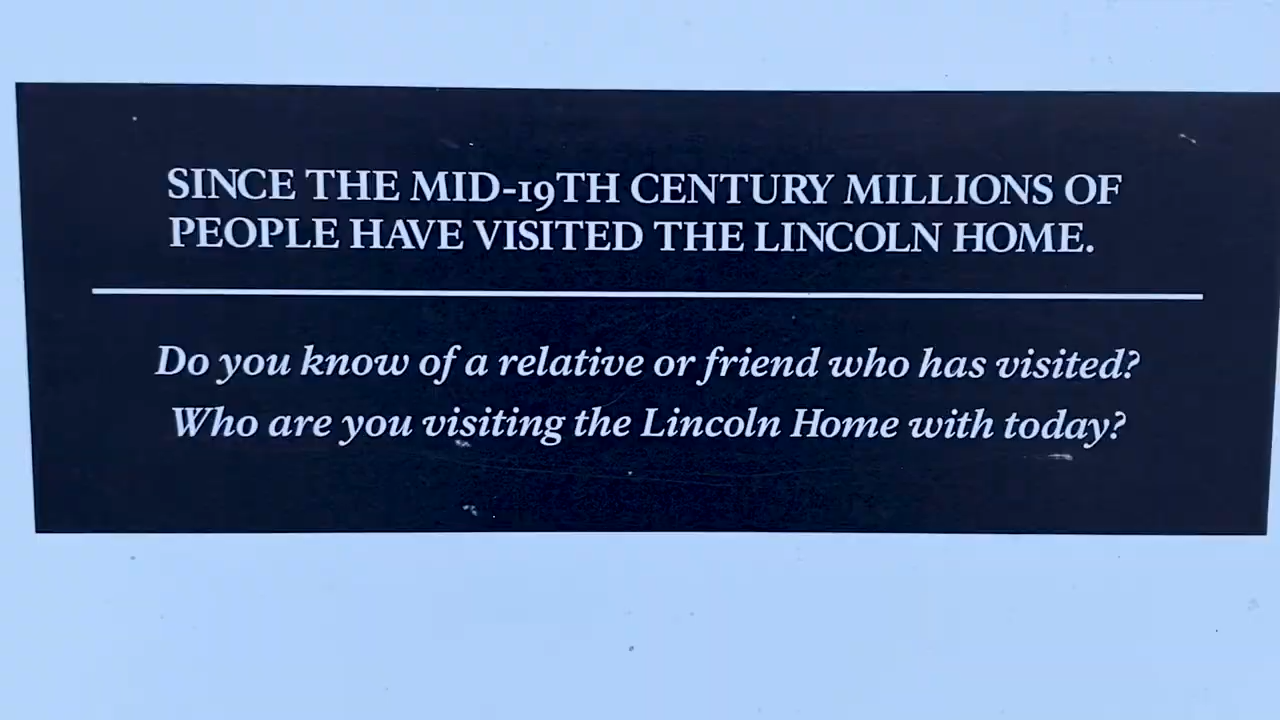 SINCE THE MID-19TH CENTURY MILLIONS OF
PEOPLE HAVE VISITED THE LINCOLN HOME.
Do you know of a relative or friend who has visited?
Who are you visiting the Lincoln Home with today?